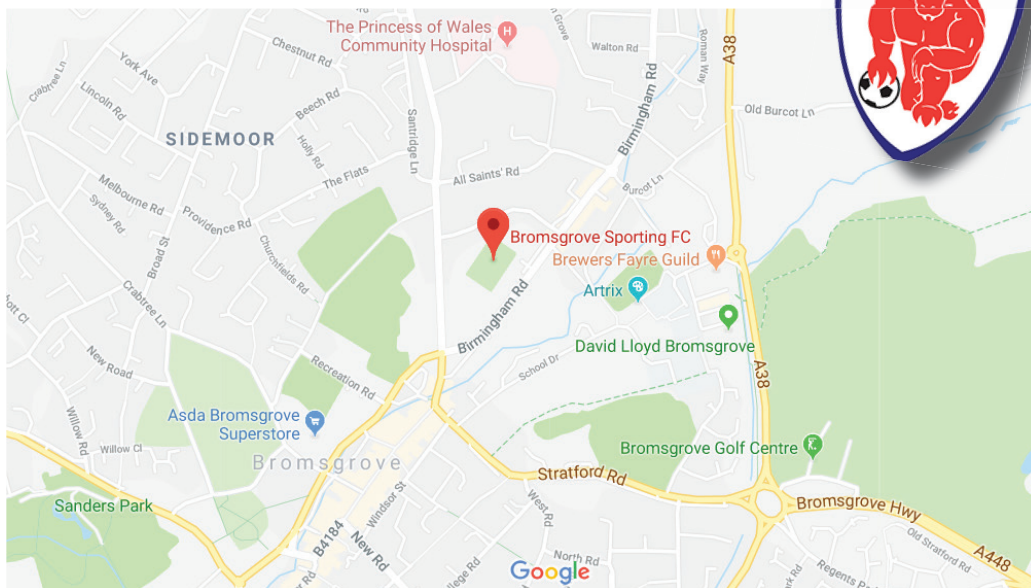 The Princess of Wales
Community Hospital
H
Walton Rd
Birmingham Rd
Roman Way
A38
Chestnut Rd
York Ave
Crabtree Ln
Lincoln Rd
Beech Rd
Santridge Ln
Old Burcot Ln
SIDEMOOR
Holly Rd
The Flats
All Saints' Rd
Burcot Ln
Melbourne Rd
Sydney Rd
Providence Rd
Broad St
Churchfields Rd
Bromsgrove Sporting FC
Brewers Fayre Guild
Artrix
Crabtree Ln
Birmingham Rd
David Lloyd Bromsgrove
School Dr
A38
New Road
Recreation Rd
Willow Rd
Willow Cl
Asda Bromsgrove
Superstore
Bromsgrove
Bromsgrove Golf Centre
Stratford Rd
Sanders Park
Windsor St
West Rd
Bromsgrove Hwy
Old Stratford Rd
A448
B4184
New Rd
North Rd
Google